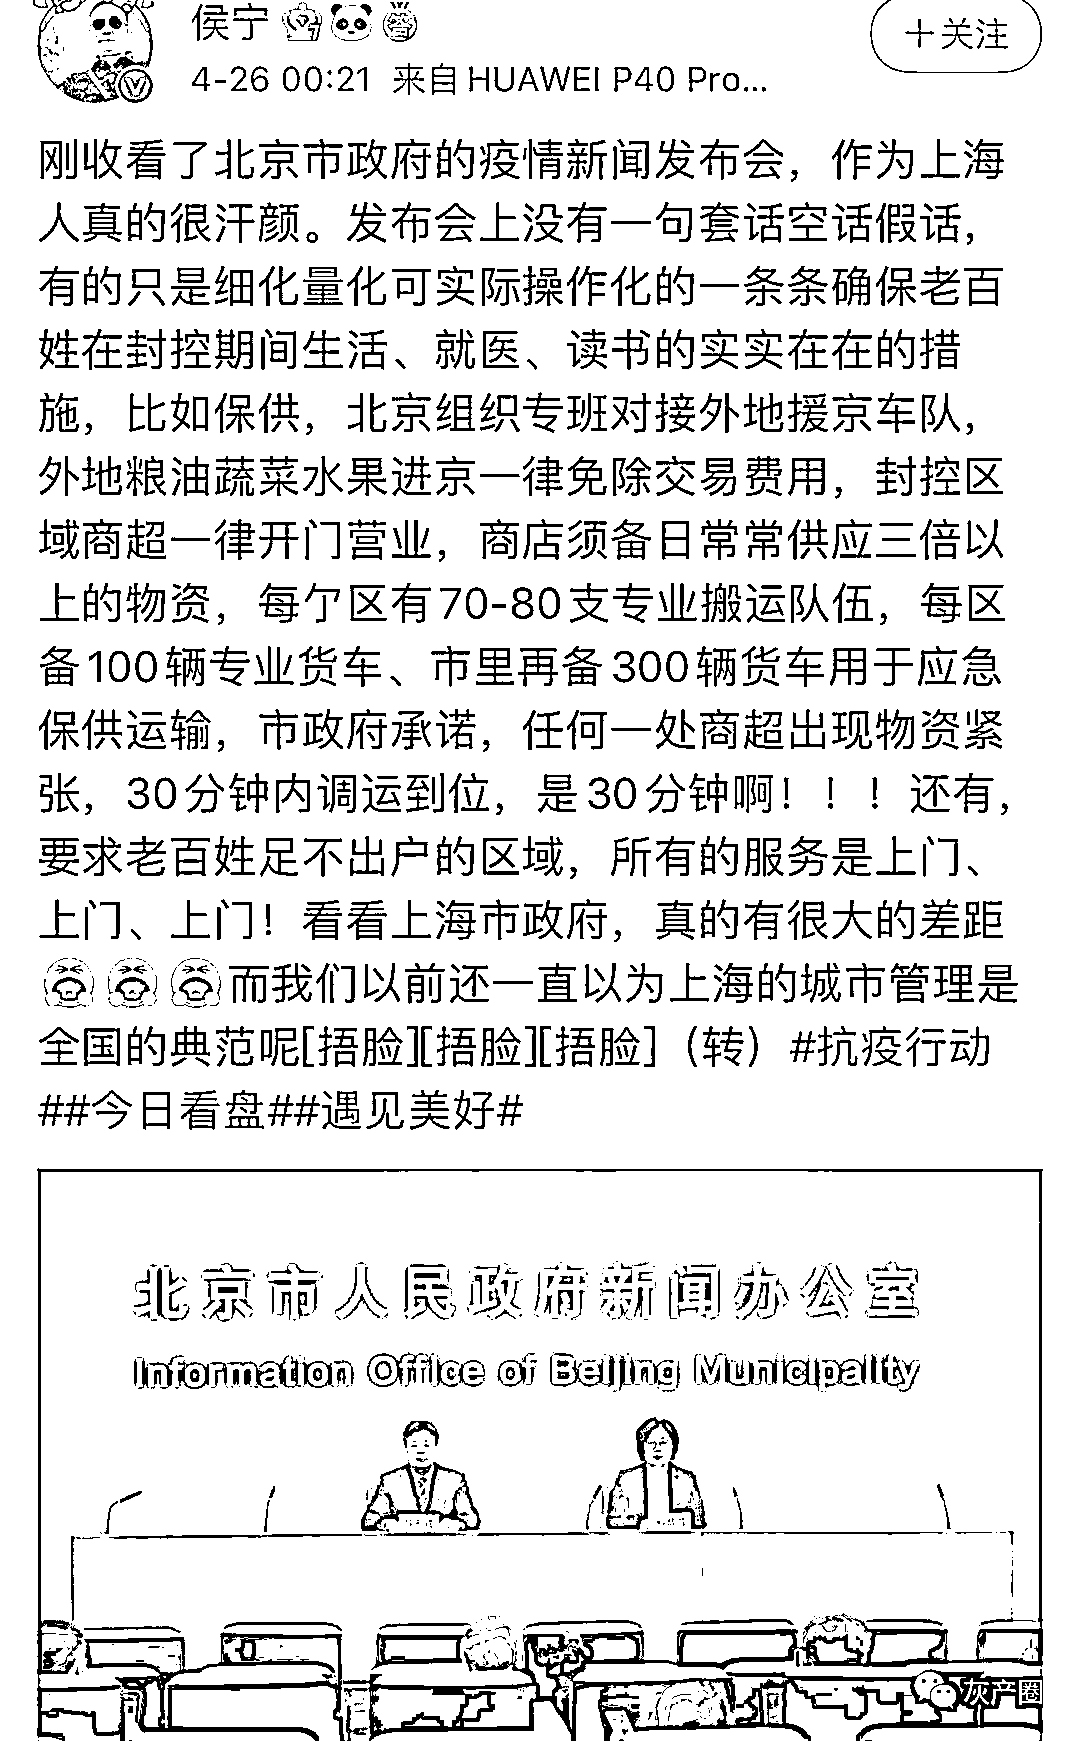 侯宁
+关注
4-26 00:21 来自 HUAWEI P40 Pro...
刚收看了北京市政府的疫情新闻发布会，作为上海
人真的很汗颜。发布会上没有一句套话空话假话，
有的只是细化量化可实际操作化的一条条确保老百
姓在封控期间生活、就医、读书的实实在在的措
施，比如保供，北京组织专班对接外地援京车队，
外地粮油蔬菜水果进京一律免除交易费用，封控区
域商超一律开门营业，商店须备日常常供应三倍以
上的物资，每亇区有70-80支专业搬运队伍，每区
备100辆专业货车、市里再备300辆货车用于应急
保供运输，市政府承诺，任何一处商超出现物资紧
张，30分钟内调运到位，是30分钟啊！！！还有，
要求老百姓足不出户的区域，所有的服务是上门、
上门、上门！看看上海市政府，真的有很大的差距
而我们以前还一直以为上海的城市管理是
全国的典范呢[捂脸][捂脸][捂脸]（转）#抗疫行动
##今日看盘##遇见美好#
北京市人民政府新闻办公室
Information Office of Beijing Municipality
灰产圈